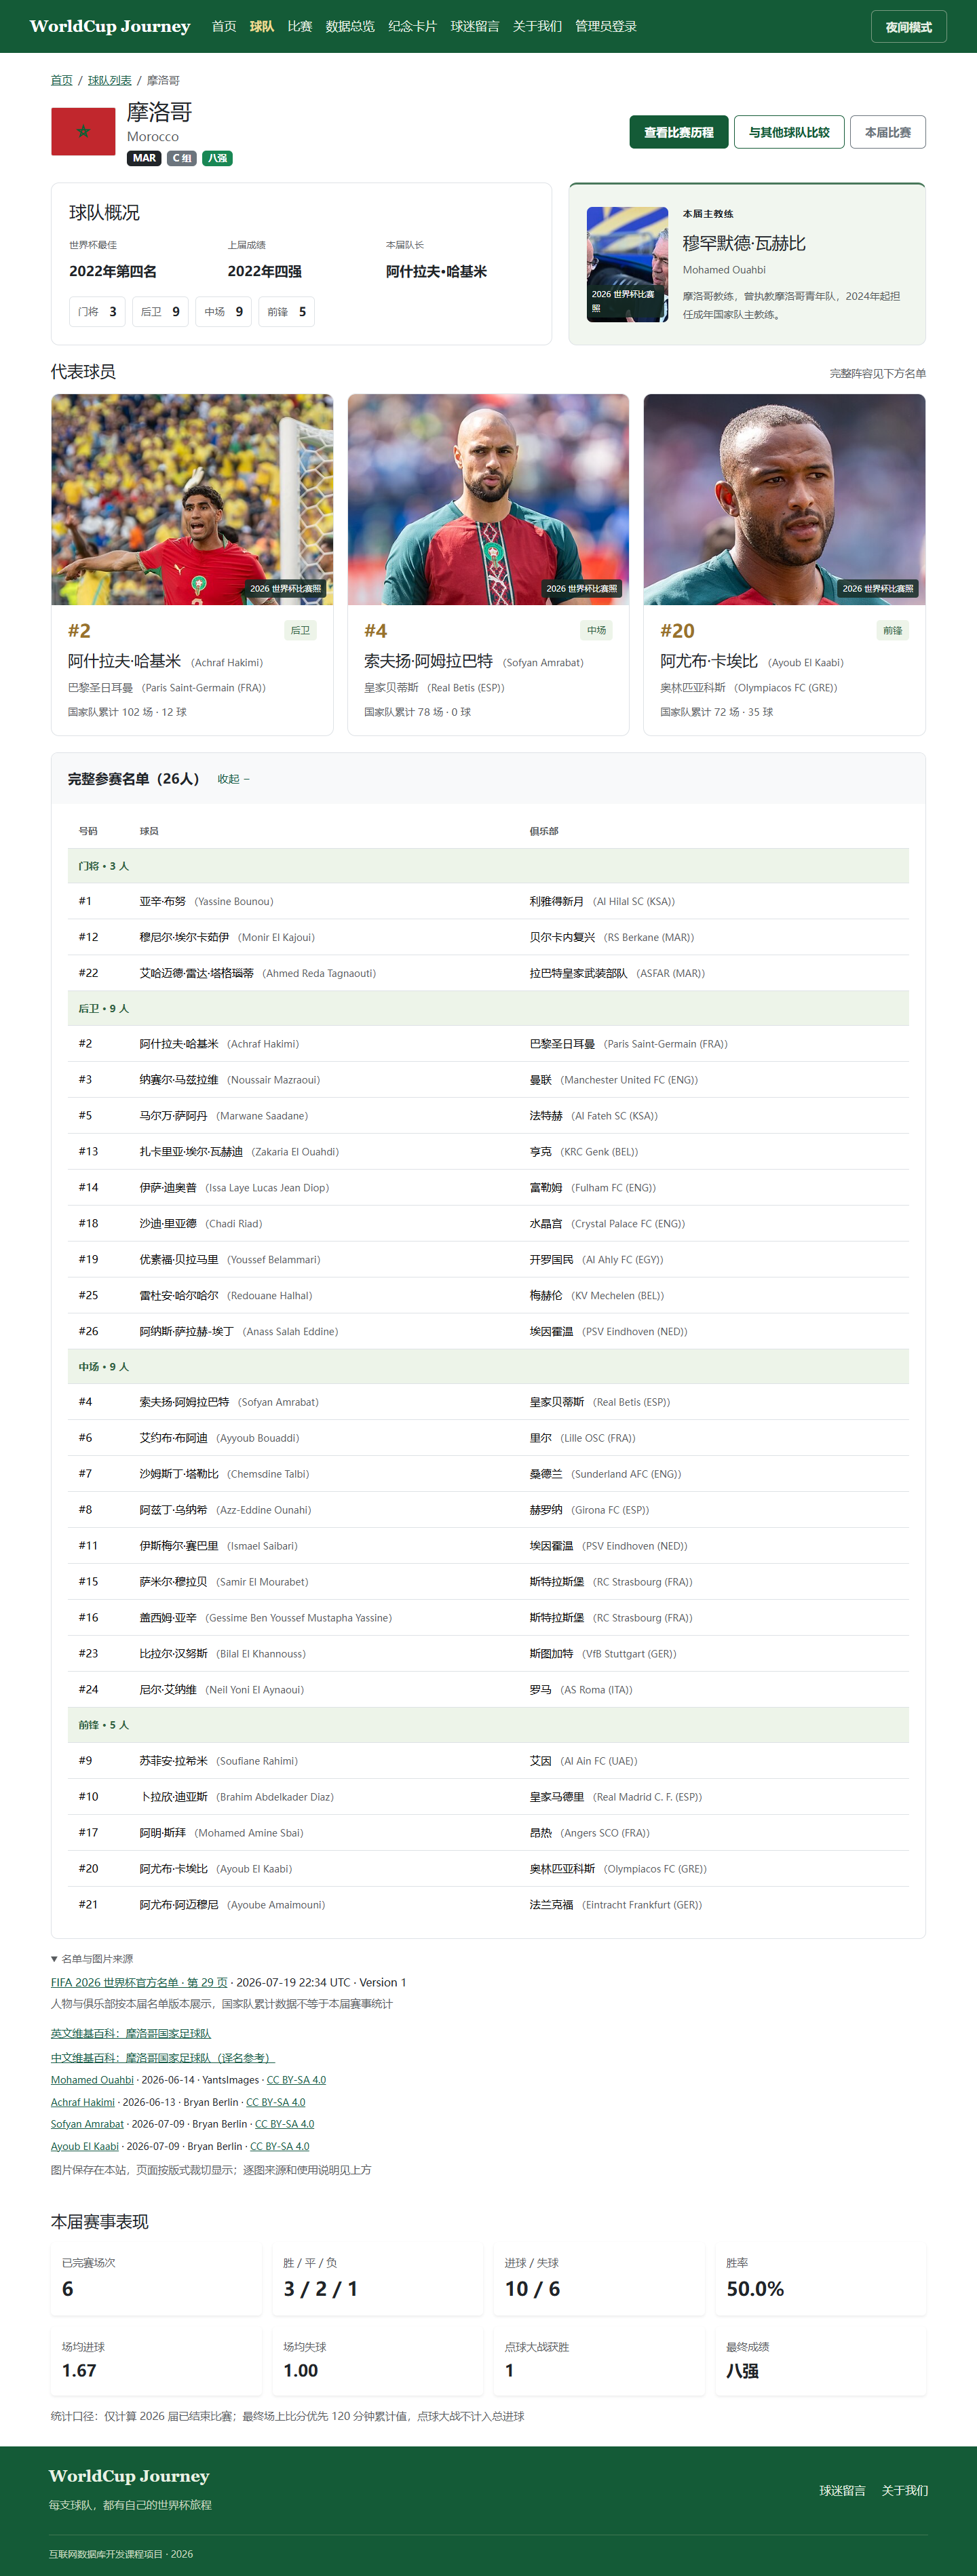 WorldCup Journey 首页 球队 比赛 数据总览 纪念卡片 球迷留言 关于我们 管理员登录 夜间模式
首页 / 球队列表 / 摩洛哥
摩洛哥
Morocco
MAR C 组 八强
查看比赛历程 与其他球队比较 本届比赛
球队概况
世界杯最佳 上届成绩 本届队长
2022年第四名 2022年四强 阿什拉夫·哈基米
门将 3 后卫 9 中场 9 前锋 5
2026 世界杯比赛照
本届主教练
穆罕默德·瓦赫比
Mohamed Ouahbi
摩洛哥教练，曾执教摩洛哥青年队，2024年起担任成年国家队主教练。
代表球员 完整阵容见下方名单
2026 世界杯比赛照
#2 后卫
阿什拉夫·哈基米 （Achraf Hakimi）
巴黎圣日耳曼 （Paris Saint-Germain (FRA)）
国家队累计 102 场 · 12 球
2026 世界杯比赛照
#4 中场
索夫扬·阿姆拉巴特 （Sofyan Amrabat）
皇家贝蒂斯 （Real Betis (ESP)）
国家队累计 78 场 · 0 球
2026 世界杯比赛照
#20 前锋
阿尤布·卡埃比 （Ayoub El Kaabi）
奥林匹亚科斯 （Olympiacos FC (GRE)）
国家队累计 72 场 · 35 球
完整参赛名单（26人） 收起 −
号码 球员 俱乐部
门将 • 3 人
#1 亚辛·布努 （Yassine Bounou） 利雅得新月 （Al Hilal SC (KSA)）
#12 穆尼尔·埃尔卡茹伊 （Monir El Kajoui） 贝尔卡内复兴 （RS Berkane (MAR)）
#22 艾哈迈德·雷达·塔格瑙蒂 （Ahmed Reda Tagnaouti） 拉巴特皇家武装部队 （ASFAR (MAR)）
后卫 • 9 人
#2 阿什拉夫·哈基米 （Achraf Hakimi） 巴黎圣日耳曼 （Paris Saint-Germain (FRA)）
#3 纳赛尔·马兹拉维 （Noussair Mazraoui） 曼联 （Manchester United FC (ENG)）
#5 马尔万·萨阿丹 （Marwane Saadane） 法特赫 （Al Fateh SC (KSA)）
#13 扎卡里亚·埃尔·瓦赫迪 （Zakaria El Ouahdi） 亨克 （KRC Genk (BEL)）
#14 伊萨·迪奥普 （Issa Laye Lucas Jean Diop） 富勒姆 （Fulham FC (ENG)）
#18 沙迪·里亚德 （Chadi Riad） 水晶宫 （Crystal Palace FC (ENG)）
#19 优素福·贝拉马里 （Youssef Belammari） 开罗国民 （Al Ahly FC (EGY)）
#25 雷杜安·哈尔哈尔 （Redouane Halhal） 梅赫伦 （KV Mechelen (BEL)）
#26 阿纳斯·萨拉赫-埃丁 （Anass Salah Eddine） 埃因霍温 （PSV Eindhoven (NED)）
中场 • 9 人
#4 索夫扬·阿姆拉巴特 （Sofyan Amrabat） 皇家贝蒂斯 （Real Betis (ESP)）
#6 艾约布·布阿迪 （Ayyoub Bouaddi） 里尔 （Lille OSC (FRA)）
#7 沙姆斯丁·塔勒比 （Chemsdine Talbi） 桑德兰 （Sunderland AFC (ENG)）
#8 阿兹丁·乌纳希 （Azz-Eddine Ounahi） 赫罗纳 （Girona FC (ESP)）
#11 伊斯梅尔·赛巴里 （Ismael Saibari） 埃因霍温 （PSV Eindhoven (NED)）
#15 萨米尔·穆拉贝 （Samir El Mourabet） 斯特拉斯堡 （RC Strasbourg (FRA)）
#16 盖西姆·亚辛 （Gessime Ben Youssef Mustapha Yassine） 斯特拉斯堡 （RC Strasbourg (FRA)）
#23 比拉尔·汉努斯 （Bilal El Khannouss） 斯图加特 （VfB Stuttgart (GER)）
#24 尼尔·艾纳维 （Neil Yoni El Aynaoui） 罗马 （AS Roma (ITA)）
前锋 • 5 人
#9 苏菲安·拉希米 （Soufiane Rahimi） 艾因 （Al Ain FC (UAE)）
#10 卜拉欣·迪亚斯 （Brahim Abdelkader Diaz） 皇家马德里 （Real Madrid C. F. (ESP)）
#17 阿明·斯拜 （Mohamed Amine Sbai） 昂热 （Angers SCO (FRA)）
#20 阿尤布·卡埃比 （Ayoub El Kaabi） 奥林匹亚科斯 （Olympiacos FC (GRE)）
#21 阿尤布·阿迈穆尼 （Ayoube Amaimouni） 法兰克福 （Eintracht Frankfurt (GER)）
▼ 名单与图片来源
FIFA 2026 世界杯官方名单 · 第 29 页 · 2026-07-19 22:34 UTC · Version 1
人物与俱乐部按本届名单版本展示，国家队累计数据不等于本届赛事统计
英文维基百科：摩洛哥国家足球队
中文维基百科：摩洛哥国家足球队（译名参考）
Mohamed Ouahbi · 2026-06-14 · YantsImages · CC BY-SA 4.0
Achraf Hakimi · 2026-06-13 · Bryan Berlin · CC BY-SA 4.0
Sofyan Amrabat · 2026-07-09 · Bryan Berlin · CC BY-SA 4.0
Ayoub El Kaabi · 2026-07-09 · Bryan Berlin · CC BY-SA 4.0
图片保存在本站，页面按版式裁切显示；逐图来源和使用说明见上方
本届赛事表现
已完赛场次 胜 / 平 / 负 进球 / 失球 胜率
6 3 / 2 / 1 10 / 6 50.0%
场均进球 场均失球 点球大战获胜 最终成绩
1.67 1.00 1 八强
统计口径：仅计算 2026 届已结束比赛；最终场上比分优先 120 分钟累计值，点球大战不计入总进球
WorldCup Journey
每支球队，都有自己的世界杯旅程
球迷留言 关于我们
互联网数据库开发课程项目 · 2026